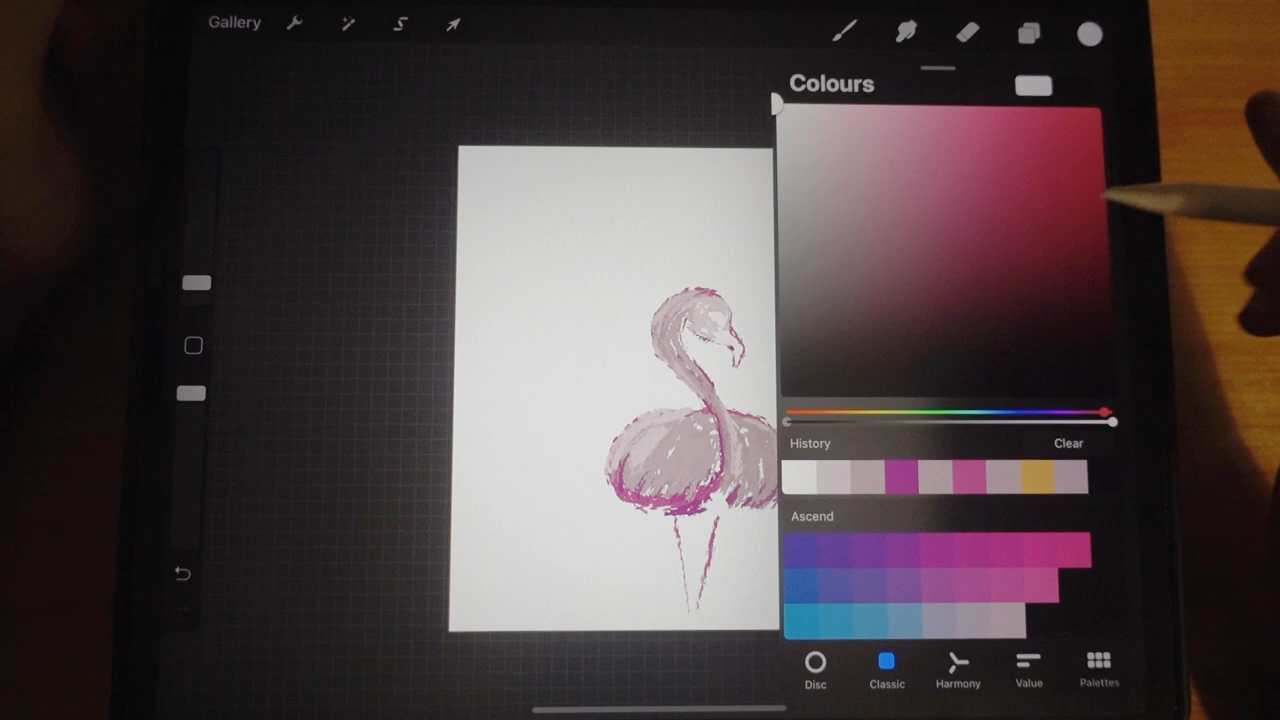 Gallery
Colours
History
Clear
Ascend
Disc
Classic
Harmony
Value
Palettes